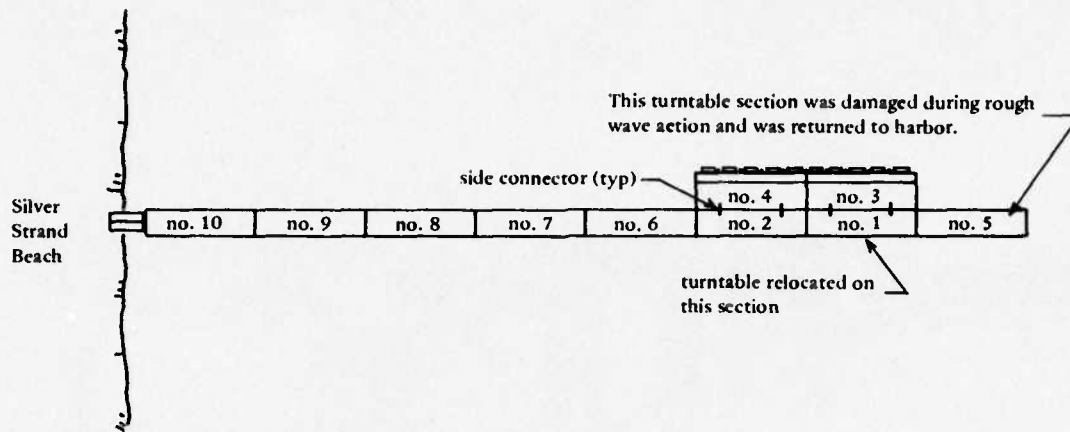 This turntable section was damaged during rough
wave action and was returned to harbor.
side connector (typ)
no. 4
no. 3
Silver
Strand
Beach
no. 10
no. 9
no. 8
no. 7
no. 6
no. 2
no. 1
no. 5
turntable relocated on
this section